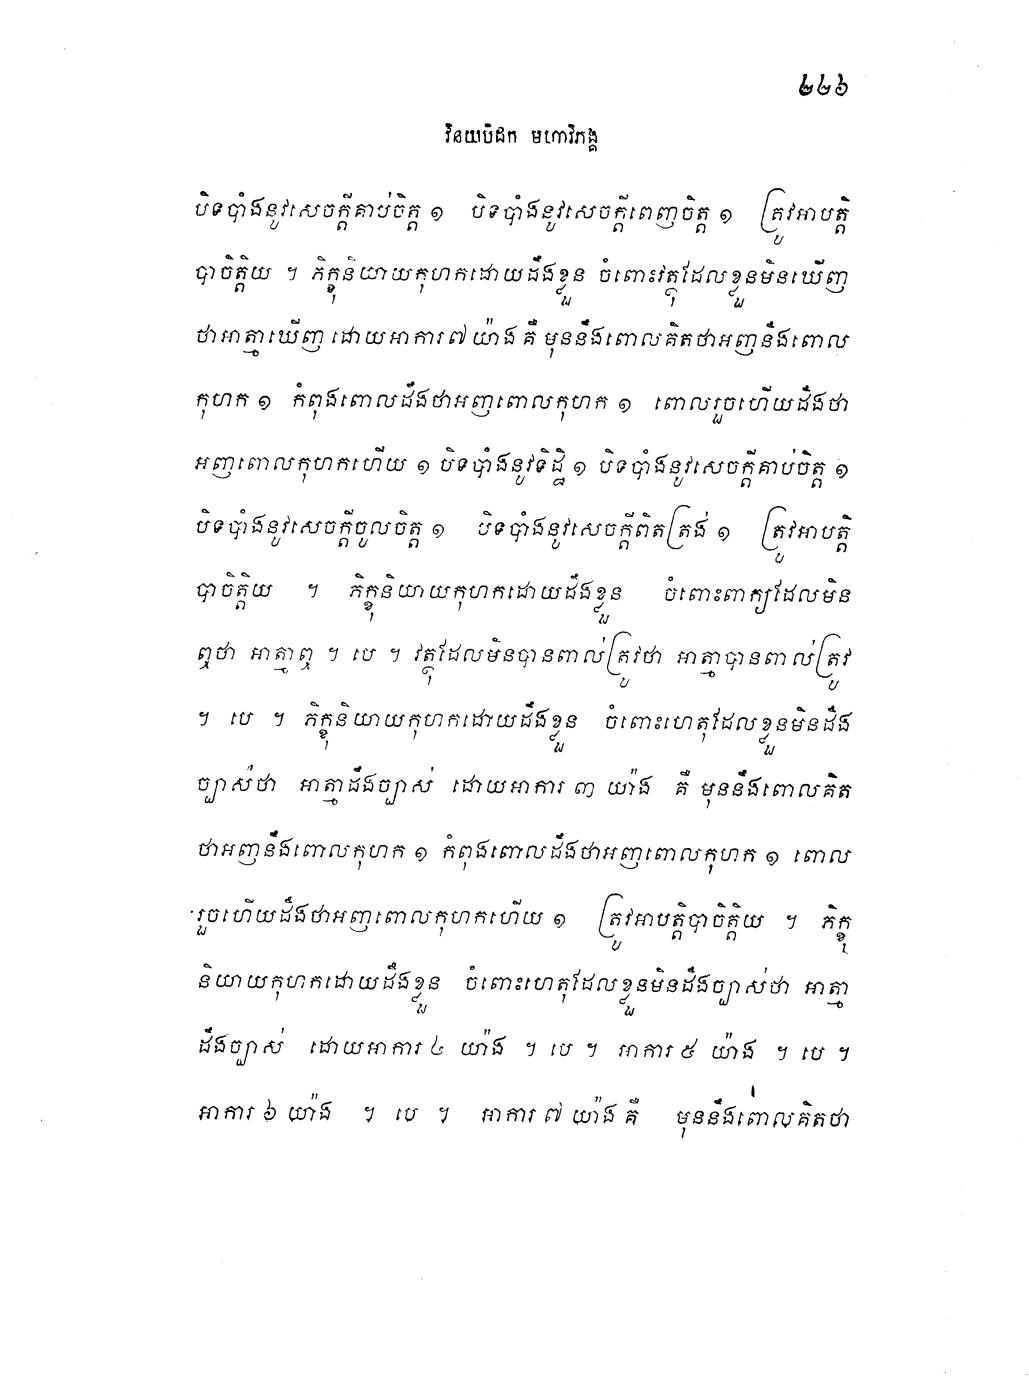 ២២៦
វិនយបិដក មហាវិភង្គ
បិទបាំងនូវសេចក្ដីគាប់ចិត្ត ១ បិទបាំងនូវសេចក្ដីពេញចិត្ត ១ ត្រូវអាបត្តិ
បាចិត្តិយ ។ ភិក្ខុនិយាយកុហកដោយដឹងខ្លួន ចំពោះវត្ថុដែលខ្លួនមិនឃើញ
ថាអាត្មាឃើញ ដោយអាការ ៧ យ៉ាង គឺ មុននឹងពោលគិតថាអញនឹងពោល
កុហក ១ កំពុងពោលដឹងថាអញពោលកុហក ១ ពោលរួចហើយដឹងថា
អញពោលកុហកហើយ ១ បិទបាំងនូវទិដ្ឋិ ១ បិទបាំងនូវសេចក្ដីគាប់ចិត្ត ១
បិទបាំងនូវសេចក្ដីចូលចិត្ត ១ បិទបាំងនូវសេចក្ដីពិតត្រង់ ១ ត្រូវអាបត្តិ
បាចិត្តិយ ។ ភិក្ខុនិយាយកុហកដោយដឹងខ្លួន ចំពោះពាក្យដែលមិន
ឮថា អាត្មាឮ ។ បេ ។ វត្ថុដែលមិនបានពាល់ត្រូវថា អាត្មាបានពាល់ត្រូវ
។ បេ ។ ភិក្ខុនិយាយកុហកដោយដឹងខ្លួន ចំពោះហេតុដែលខ្លួនមិនដឹង
ច្បាស់ថា អាត្មាដឹងច្បាស់ ដោយអាការ ៣ យ៉ាង គឺ មុននឹងពោលគិត
ថាអញនឹងពោលកុហក ១ កំពុងពោលដឹងថាអញពោលកុហក ១ ពោល
រួចហើយដឹងថាអញពោលកុហកហើយ ១ ត្រូវអាបត្តិបាចិត្តិយ ។ ភិក្ខុ
និយាយកុហកដោយដឹងខ្លួន ចំពោះហេតុដែលខ្លួនមិនដឹងច្បាស់ថា អាត្មា
ដឹងច្បាស់ ដោយអាការ ៤ យ៉ាង ។ បេ ។ អាការ ៥ យ៉ាង ។ បេ ។
អាការ ៦ យ៉ាង ។ បេ ។ អាការ ៧ យ៉ាង គឺ មុននឹងពោលគិតថា